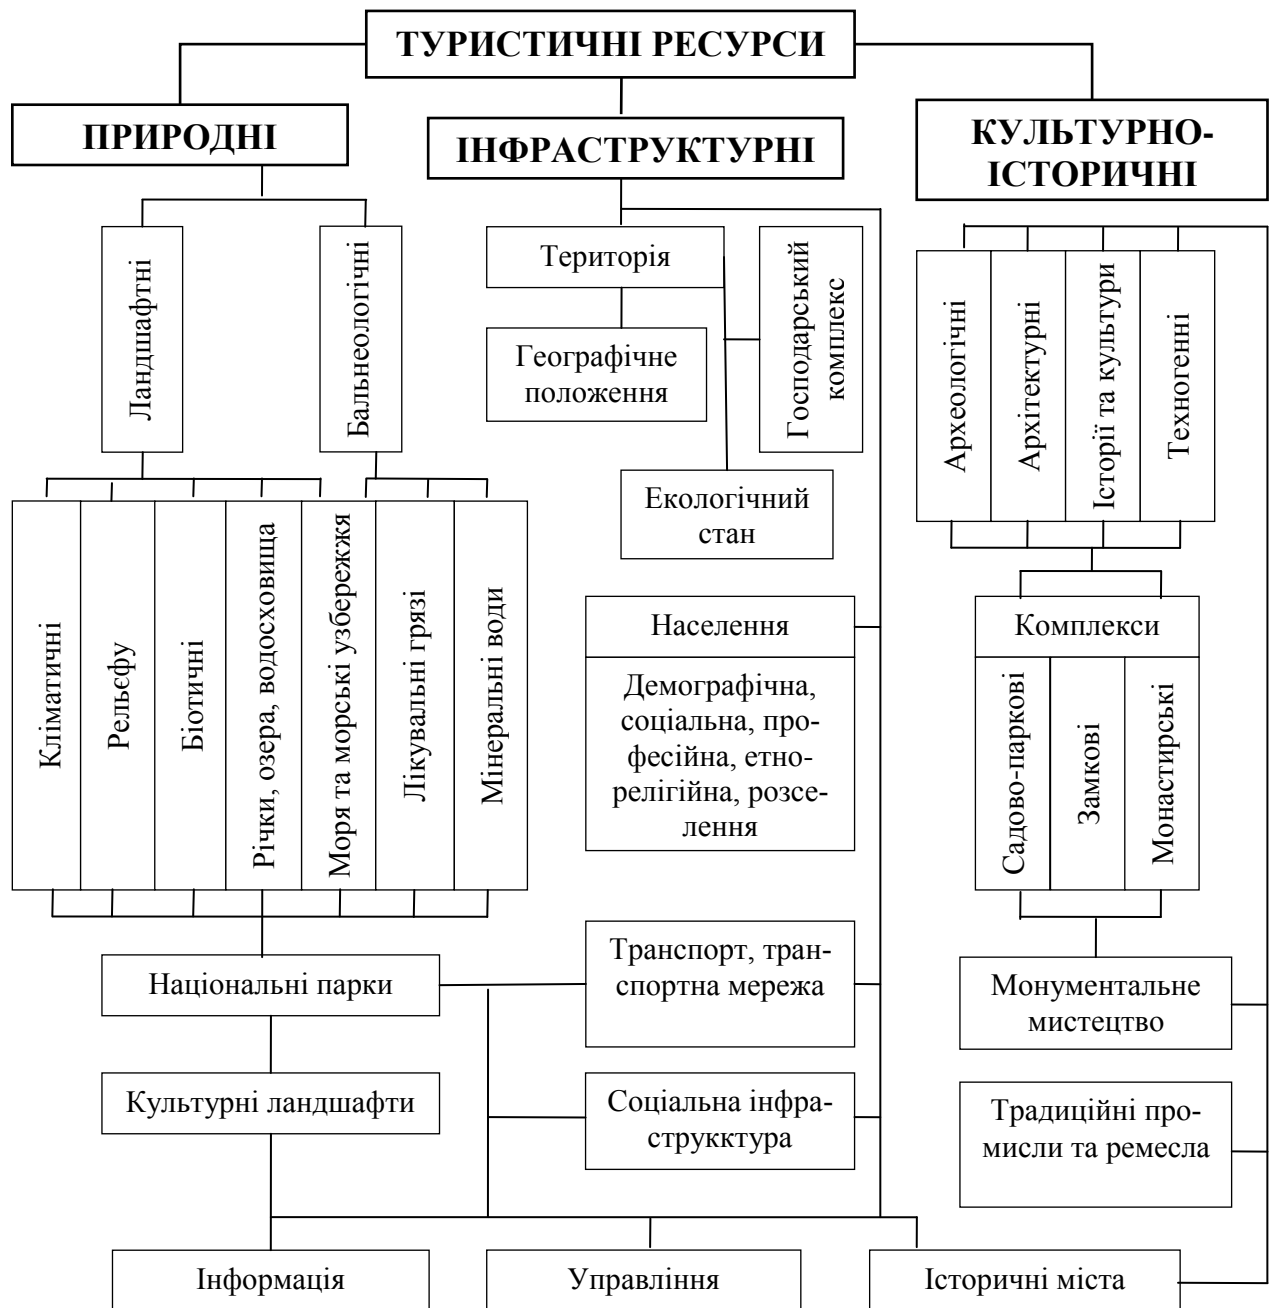 ТУРИСТИЧНІ РЕСУРСИ
ПРИРОДНІ
ІНФРАСТРУКТУРНІ
КУЛЬТУРНО-
ІСТОРИЧНІ
Ландшафтні
Бальнеологічні
Територія
Географічне
положення
Господарський
комплекс
Екологічний
стан
Археологічні
Архітектурні
Історії та культури
Техногенні
Кліматичні
Рельєфу
Біотичні
Річки, озера, водосховища
Моря та морські узбережжя
Лікувальні грязі
Мінеральні води
Населення
Демографічна,
соціальна, про-
фесійна, етно-
релігійна, розсе-
лення
Комплекси
Садово-паркові
Замкові
Монастирські
Національні парки
Транспорт, тран-
спортна мережа
Монументальне
мистецтво
Культурні ландшафти
Соціальна інфра-
струкктура
Традиційні про-
мисли та ремесла
Інформація
Управління
Історичні міста